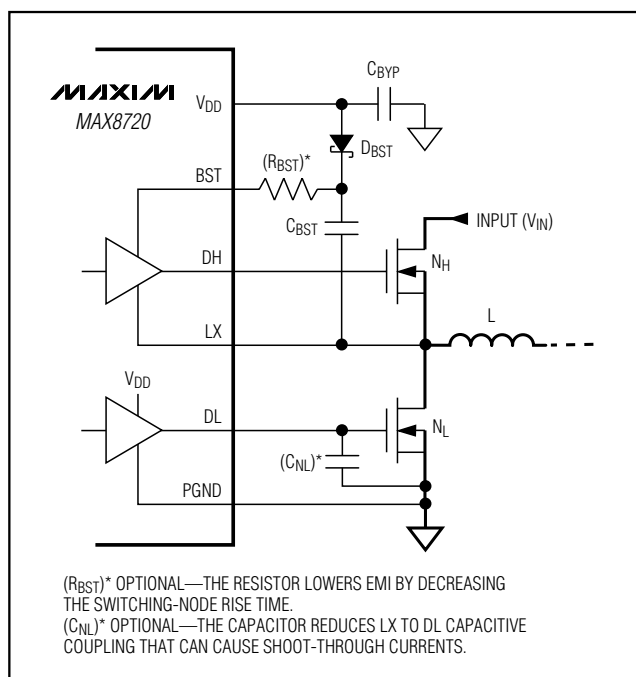 MAXIM
MAX8720
VDD
CBYP
DBST
BST
(RBST)*
CBST
INPUT (VIN)
DH
NH
LX
L
VDD
DL
NL
(CNL)*
PGND
(RBST)* OPTIONAL—THE RESISTOR LOWERS EMI BY DECREASING
THE SWITCHING-NODE RISE TIME.
(CNL)* OPTIONAL—THE CAPACITOR REDUCES LX TO DL CAPACITIVE
COUPLING THAT CAN CAUSE SHOOT-THROUGH CURRENTS.